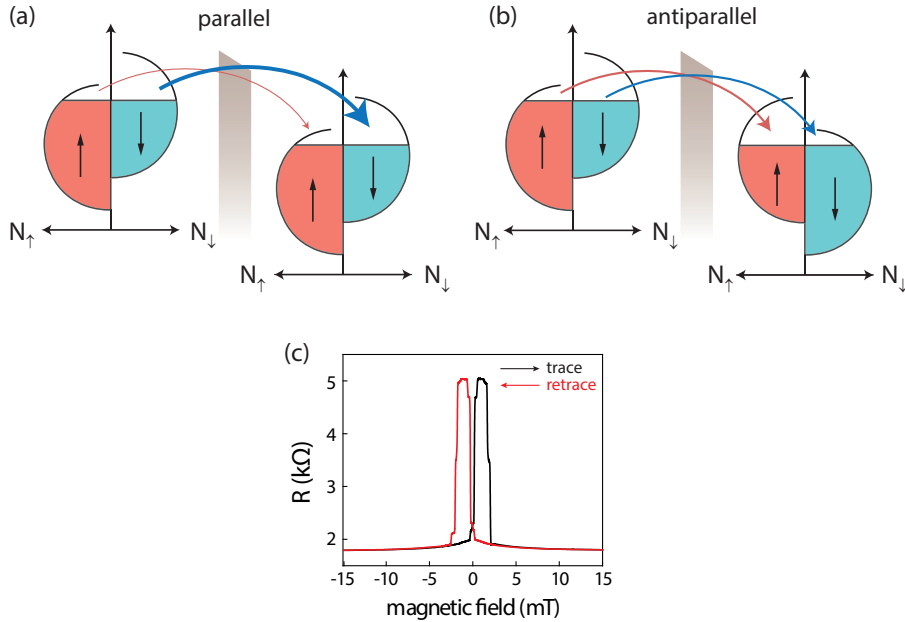 (a) parallel
N↑ N↓
N↑ N↓
(b) antiparallel
N↑ N↓
N↑ N↓
(c)
trace
retrace
5
4
3
2
R (kΩ)
-15 -10 -5 0 5 10 15
magnetic field (mT)